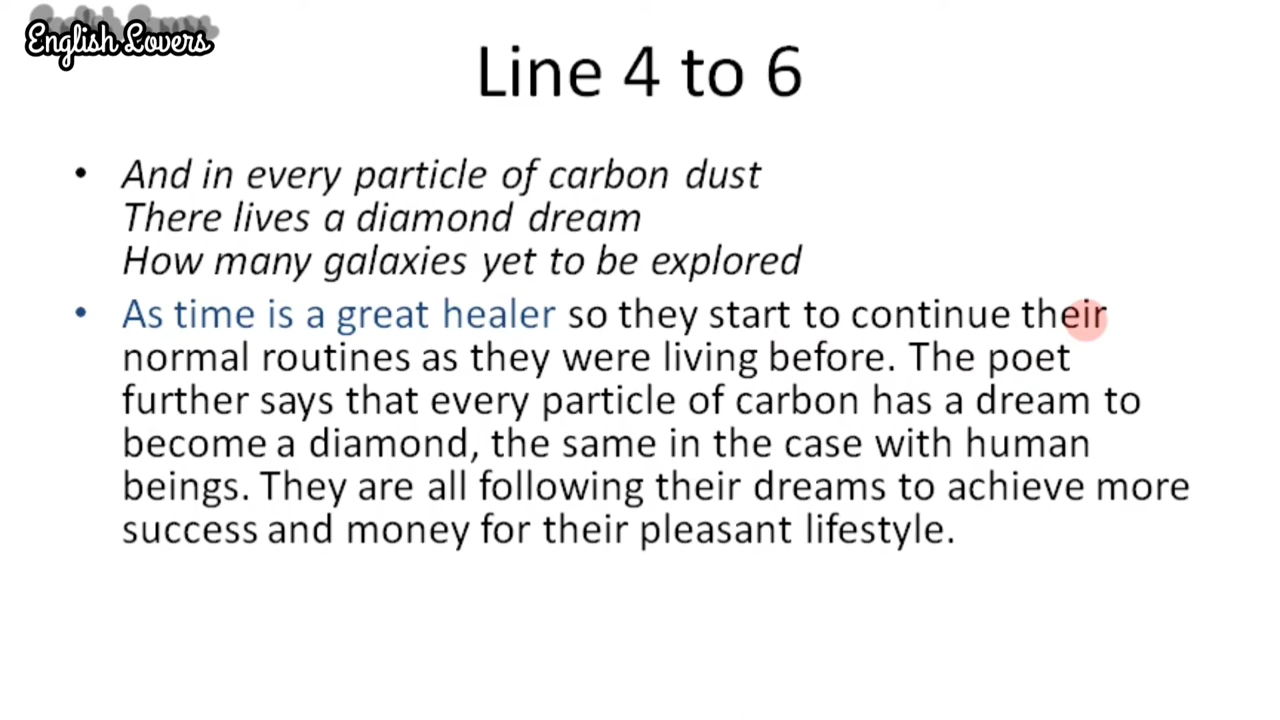 English Lovers
Line 4 to 6
• And in every particle of carbon dust
There lives a diamond dream
How many galaxies yet to be explored
• As time is a great healer so they start to continue their
normal routines as they were living before. The poet
further says that every particle of carbon has a dream to
become a diamond, the same in the case with human
beings. They are all following their dreams to achieve more
success and money for their pleasant lifestyle.